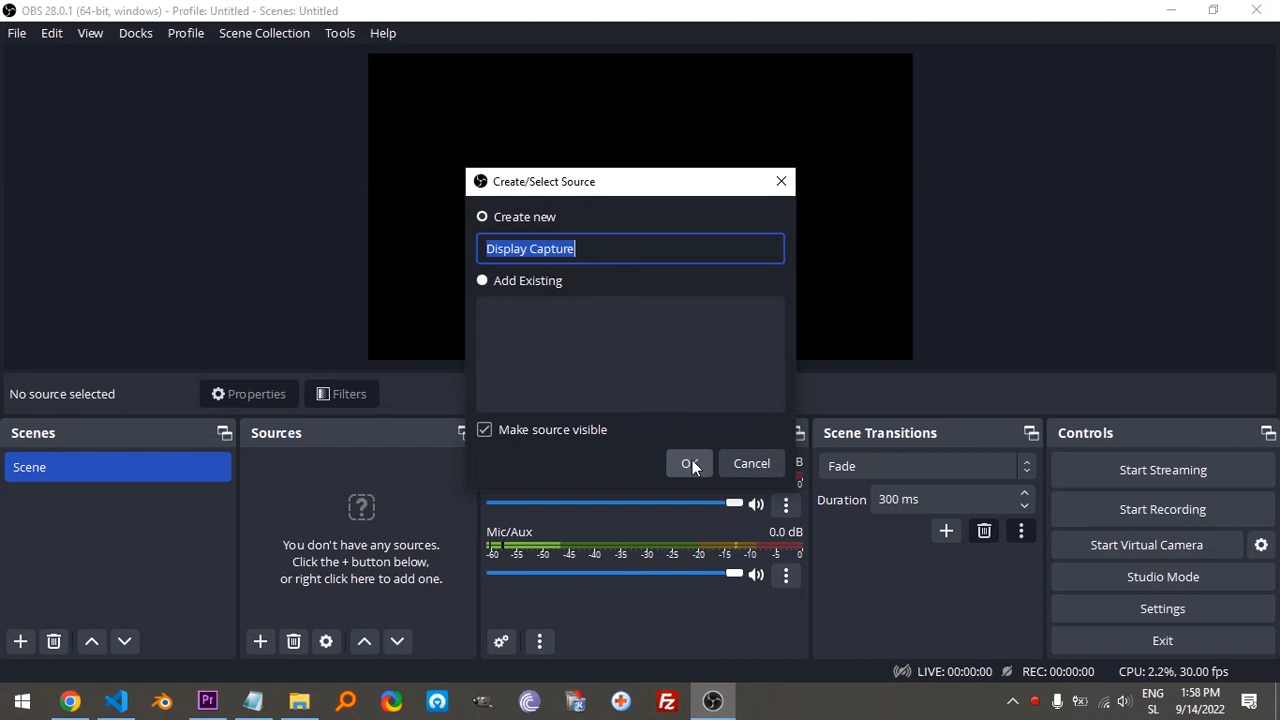 OBS 28.0.1 (64-bit, windows) - Profile: Untitled - Scenes: Untitled
File Edit View Docks Profile Scene Collection Tools Help
Create/Select Source
Create new
Display Capture
Add Existing
Make source visible
Cancel
No source selected
Properties
Filters
Scenes
Scene
Sources
You don't have any sources.
Click the + button below,
or right click here to add one.
Mic/Aux 0.0 dB
-60 -55 -50 -45 -40 -35 -30 -25 -20 -15 -10 -5 0
Scene Transitions
Fade
Duration 300 ms
Controls
Start Streaming
Start Recording
Start Virtual Camera
Studio Mode
Settings
Exit
LIVE: 00:00:00 REC: 00:00:00 CPU: 2.2%, 30.00 fps
Pr
ENG
SL
1:58 PM
9/14/2022